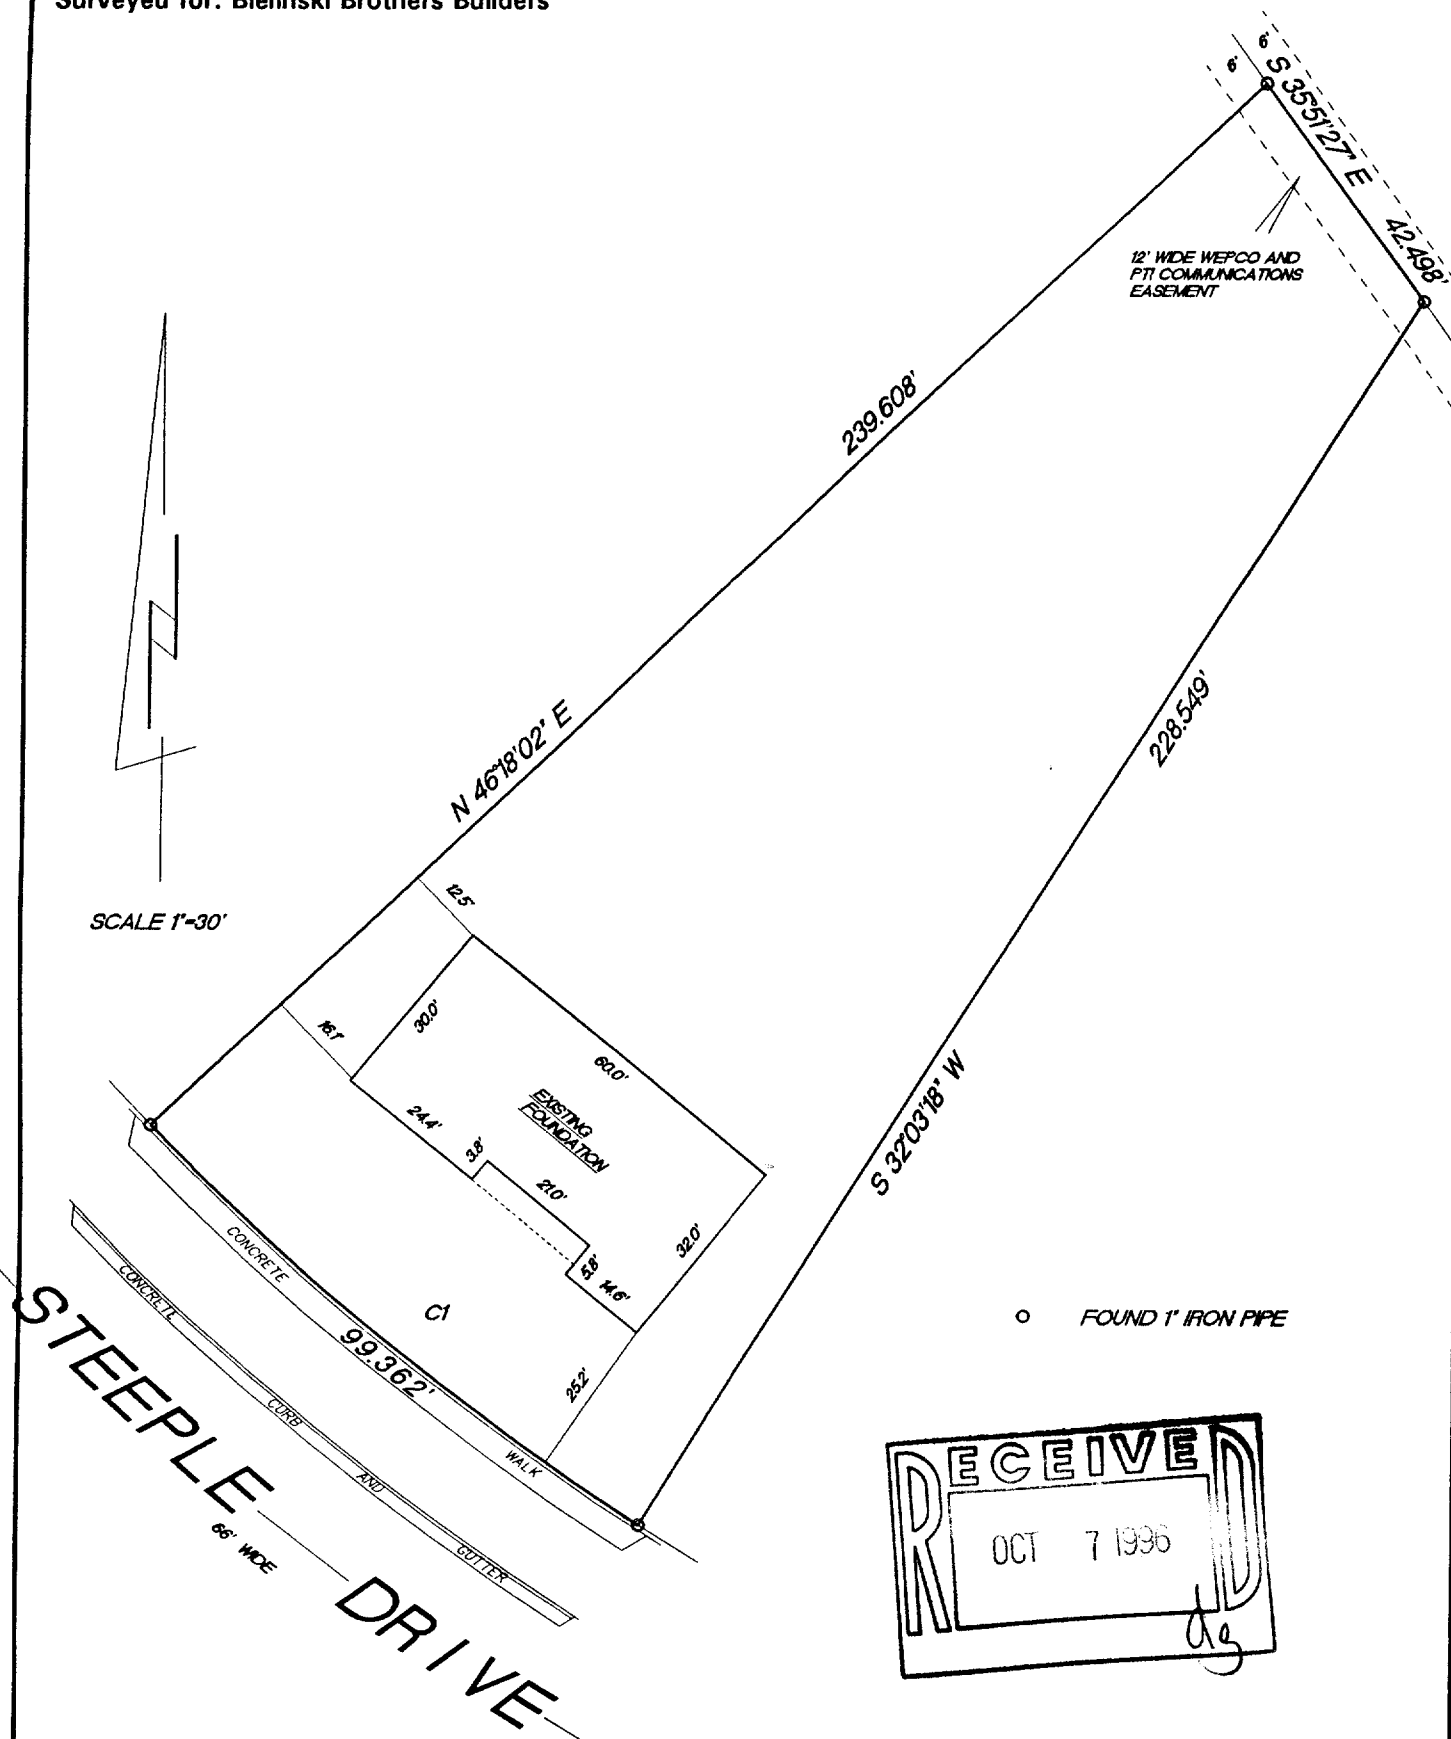 Surveyed for: Bielinski Brothers Builders
6'
6'
S 35°51'27" E
42.498'
12' WIDE WEPCO AND
PTI COMMUNICATIONS
EASEMENT
239.608'
N 46°18'02" E
228.549'
S 32°03'18" W
SCALE 1"=30'
12.5'
16.1'
30.0'
60.0'
EXISTING
FOUNDATION
24.4'
3.8'
21.0'
5.8'
14.6'
32.0'
25.2'
C1
99.362'
CONCRETE
WALK
CONCRETE
CURB
AND
GUTTER
STEEPLE
DRIVE
66' WIDE
FOUND 1" IRON PIPE
RECEIVED
OCT 7 1996